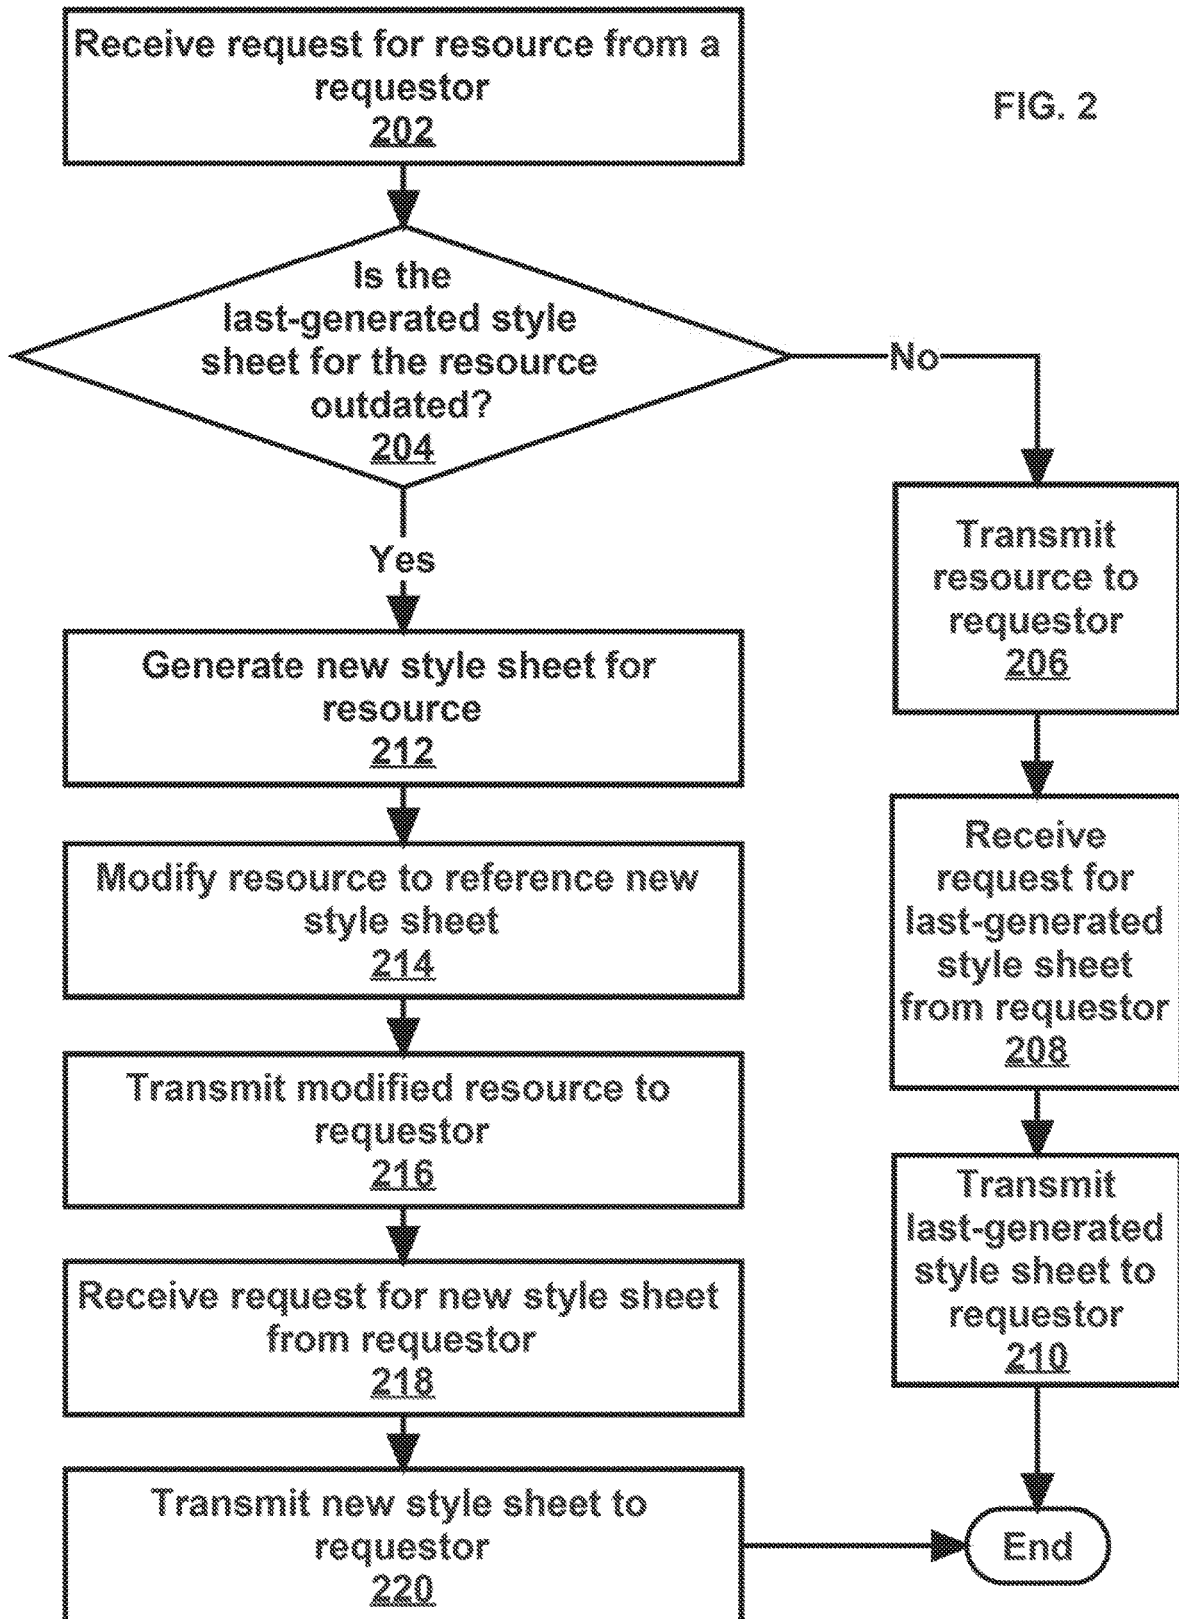 Receive request for resource from a
requestor
202
FIG. 2
Is the
last-generated style
sheet for the resource
outdated?
204
No
Yes
Transmit
resource to
requestor
206
Generate new style sheet for
resource
212
Receive
request for
last-generated
style sheet
from requestor
208
Modify resource to reference new
style sheet
214
Transmit modified resource to
requestor
216
Transmit
last-generated
style sheet to
requestor
210
Receive request for new style sheet
from requestor
218
Transmit new style sheet to
requestor
220
End